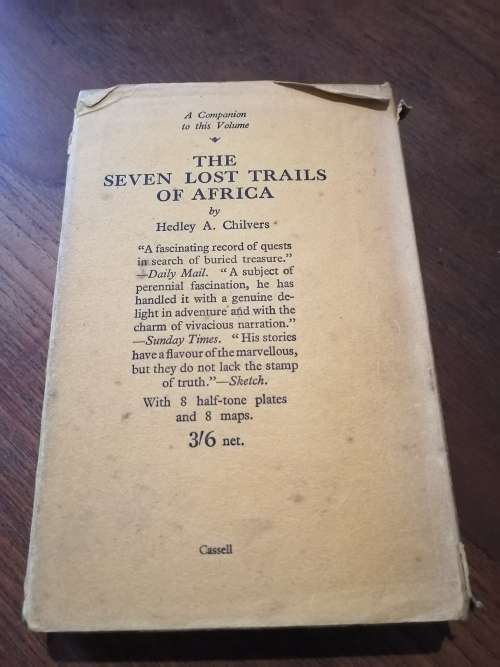 A Companion
to this Volume
THE
SEVEN LOST TRAILS
OF AFRICA
by
Hedley A. Chilvers
“A fascinating record of quests
in search of buried treasure.”
—Daily Mail. “A subject of
perennial fascination, he has
handled it with a genuine de-
light in adventure and with the
charm of vivacious narration.”
—Sunday Times. “His stories
have a flavour of the marvellous,
but they do not lack the stamp
of truth.”—Sketch.
With 8 half-tone plates
and 8 maps.
3/6 net.
Cassell